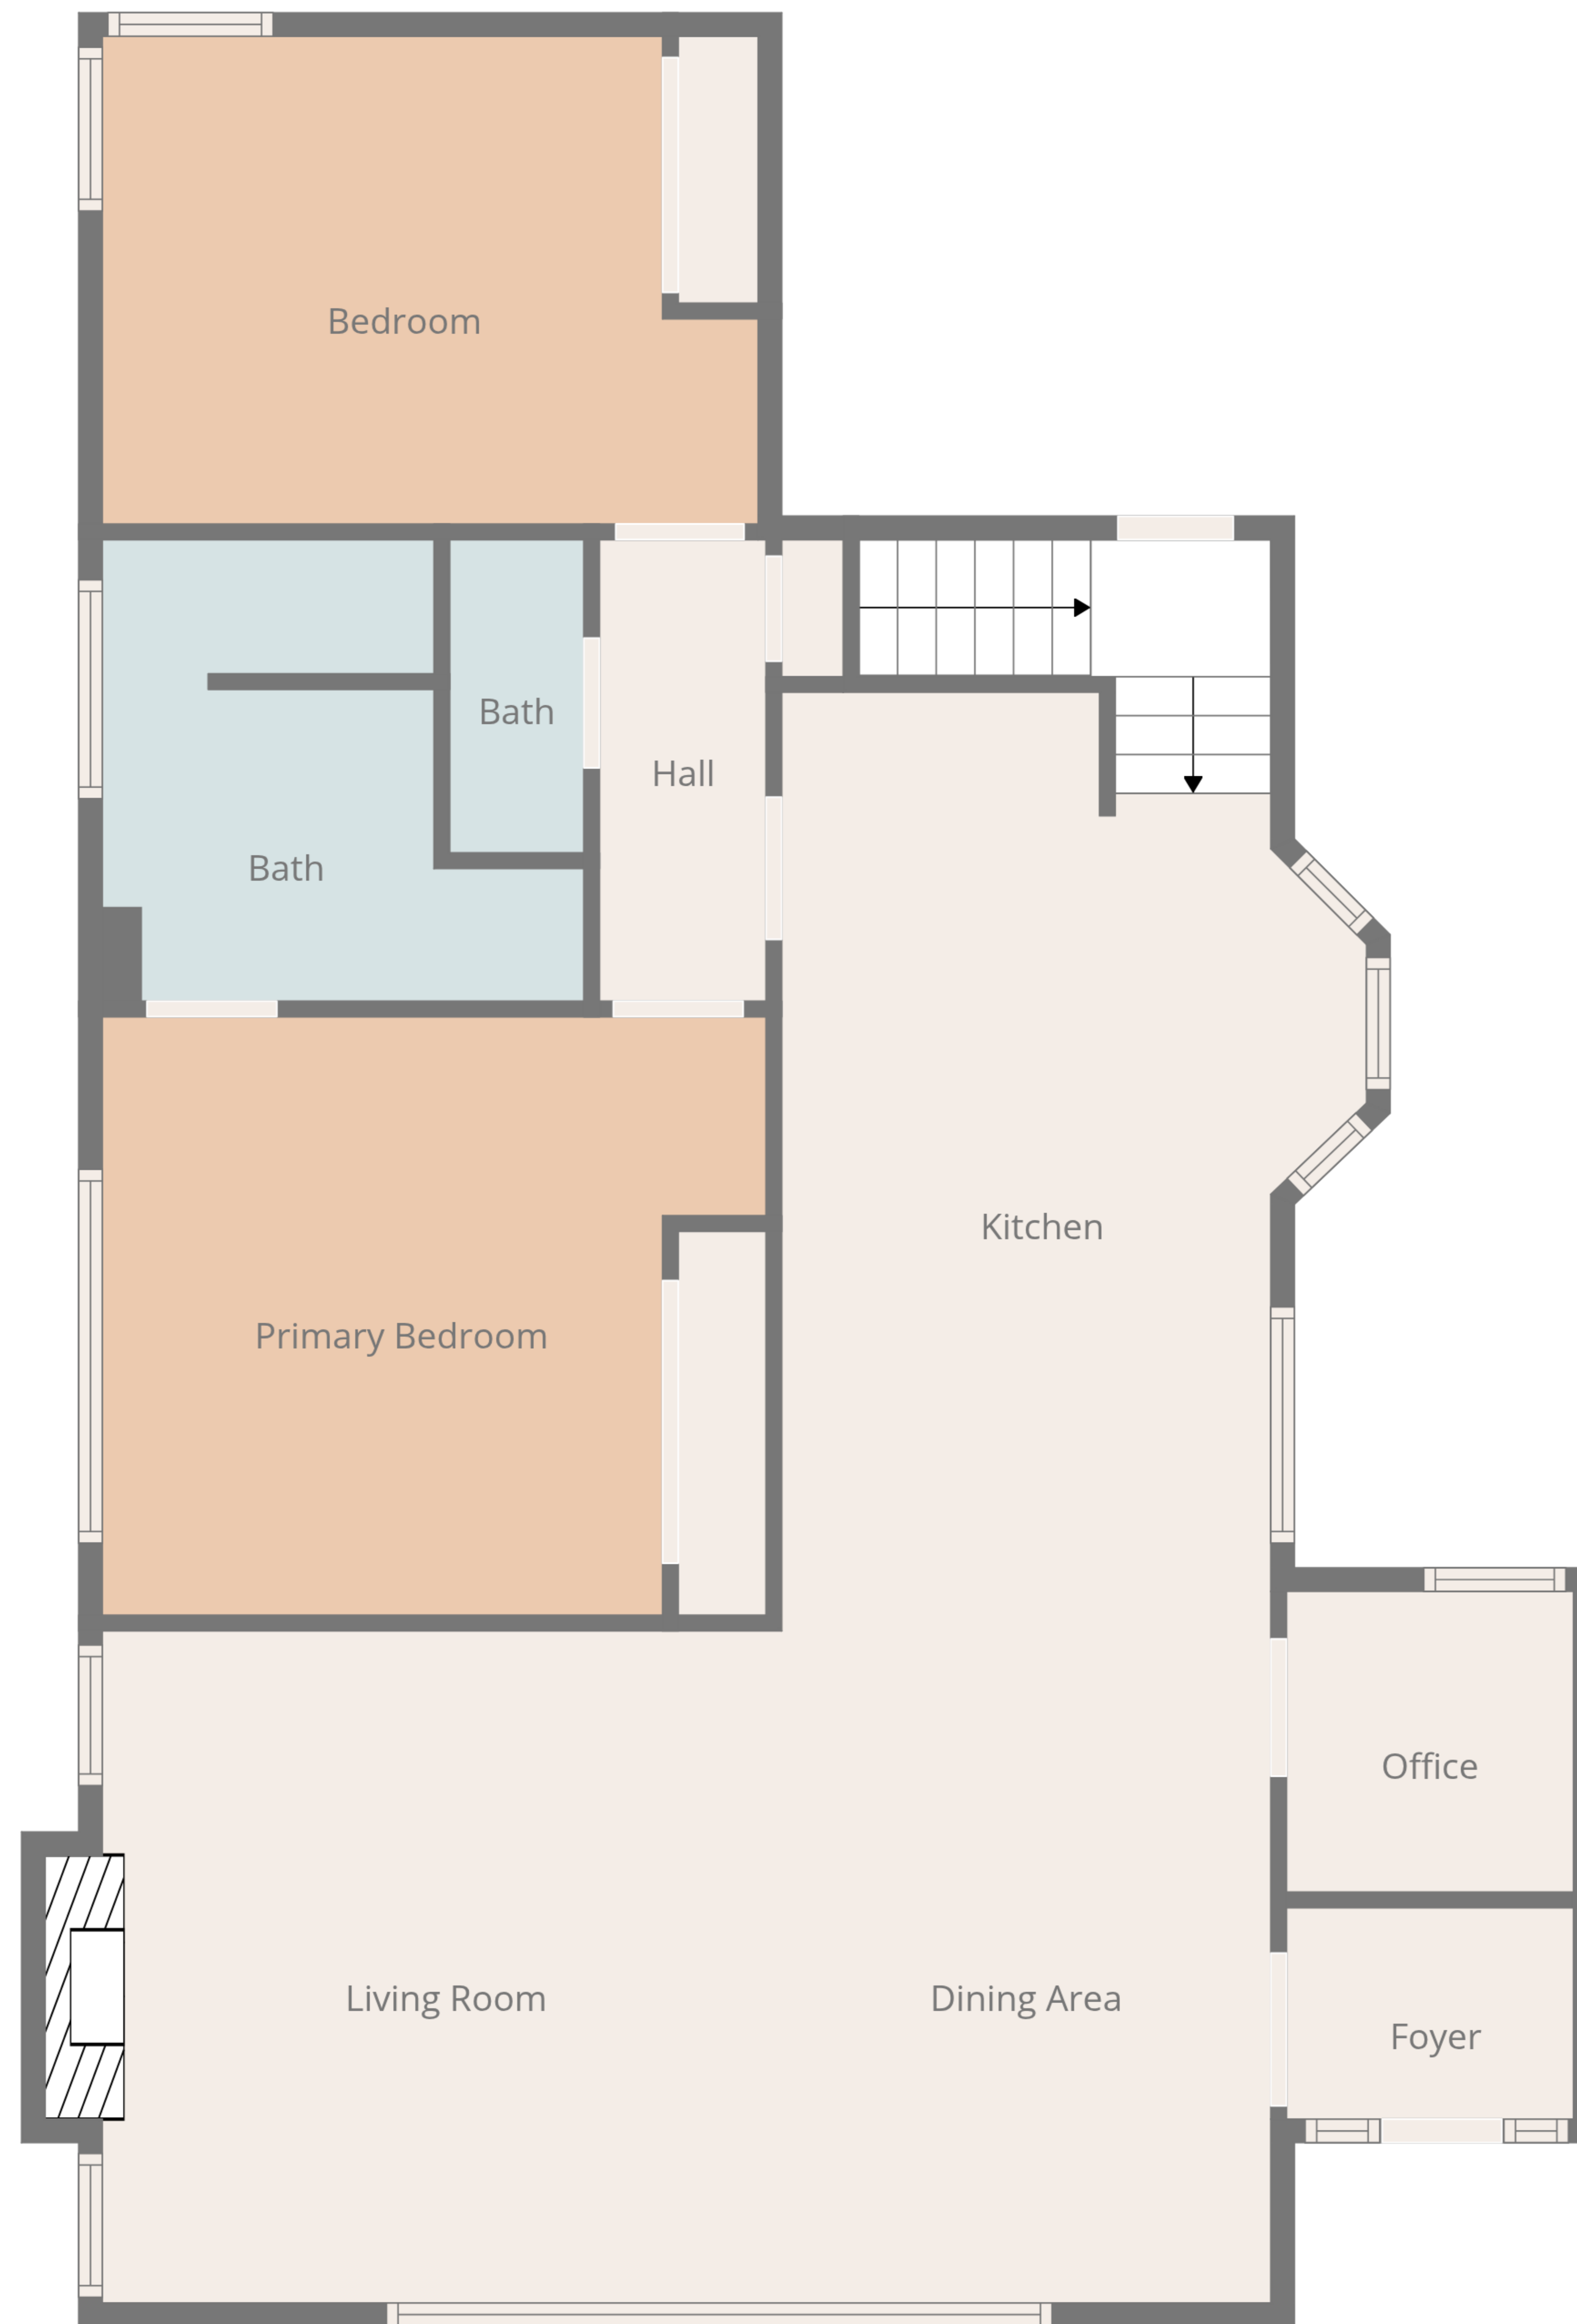 Bedroom
Bath
Hall
Bath
Kitchen
Primary Bedroom
Office
Living Room
Dining Area
Foyer